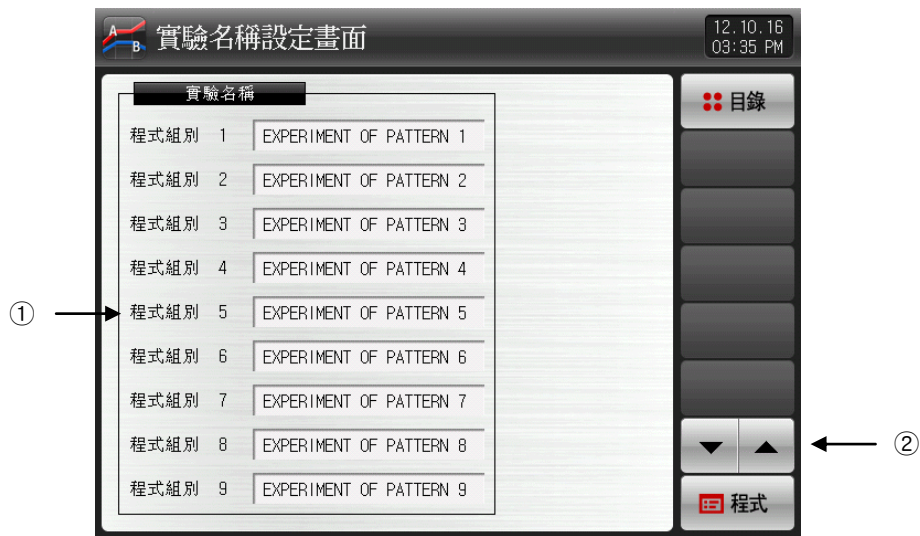 A B 實驗名稱設定畫面
12.10.16
03:35 PM
實驗名稱
目錄
程式組別 1 EXPERIMENT OF PATTERN 1
程式組別 2 EXPERIMENT OF PATTERN 2
程式組別 3 EXPERIMENT OF PATTERN 3
程式組別 4 EXPERIMENT OF PATTERN 4
① 程式組別 5 EXPERIMENT OF PATTERN 5
程式組別 6 EXPERIMENT OF PATTERN 6
程式組別 7 EXPERIMENT OF PATTERN 7
程式組別 8 EXPERIMENT OF PATTERN 8
②
程式組別 9 EXPERIMENT OF PATTERN 9
程式